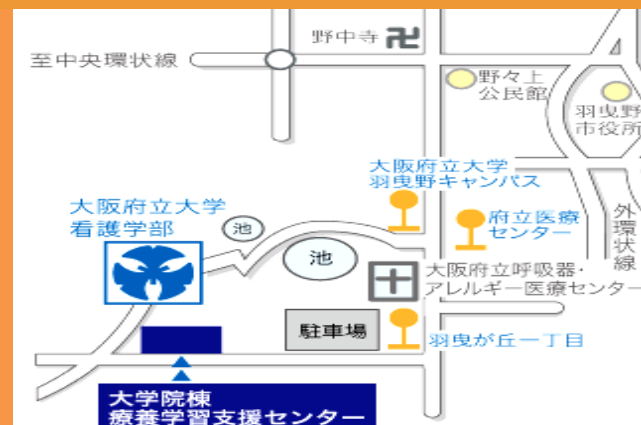 野中寺
至中央環状線
野々上
公民館
羽曳野
市役所
大阪府立大学
羽曳野キャンパス
大阪府立大学
看護学部
池
府立医療
センター
外環状線
池
大阪府立呼吸器・
アレルギー医療センター
駐車場
羽曳が丘一丁目
大学院棟
療養学習支援センター